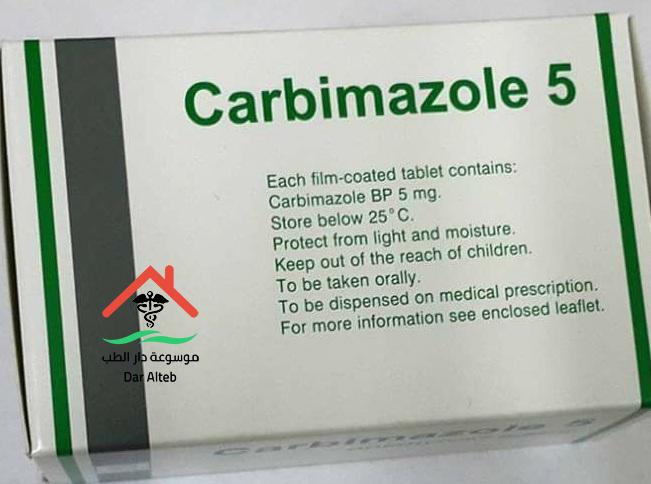 Carbimazole 5
Each film-coated tablet contains:
Carbimazole BP 5 mg.
Store below 25°C.
Protect from light and moisture.
Keep out of the reach of children.
To be taken orally.
To be dispensed on medical prescription.
For more information see enclosed leaflet.
موسوعة دار الطب
Dar Alteb
Carbimazole 5